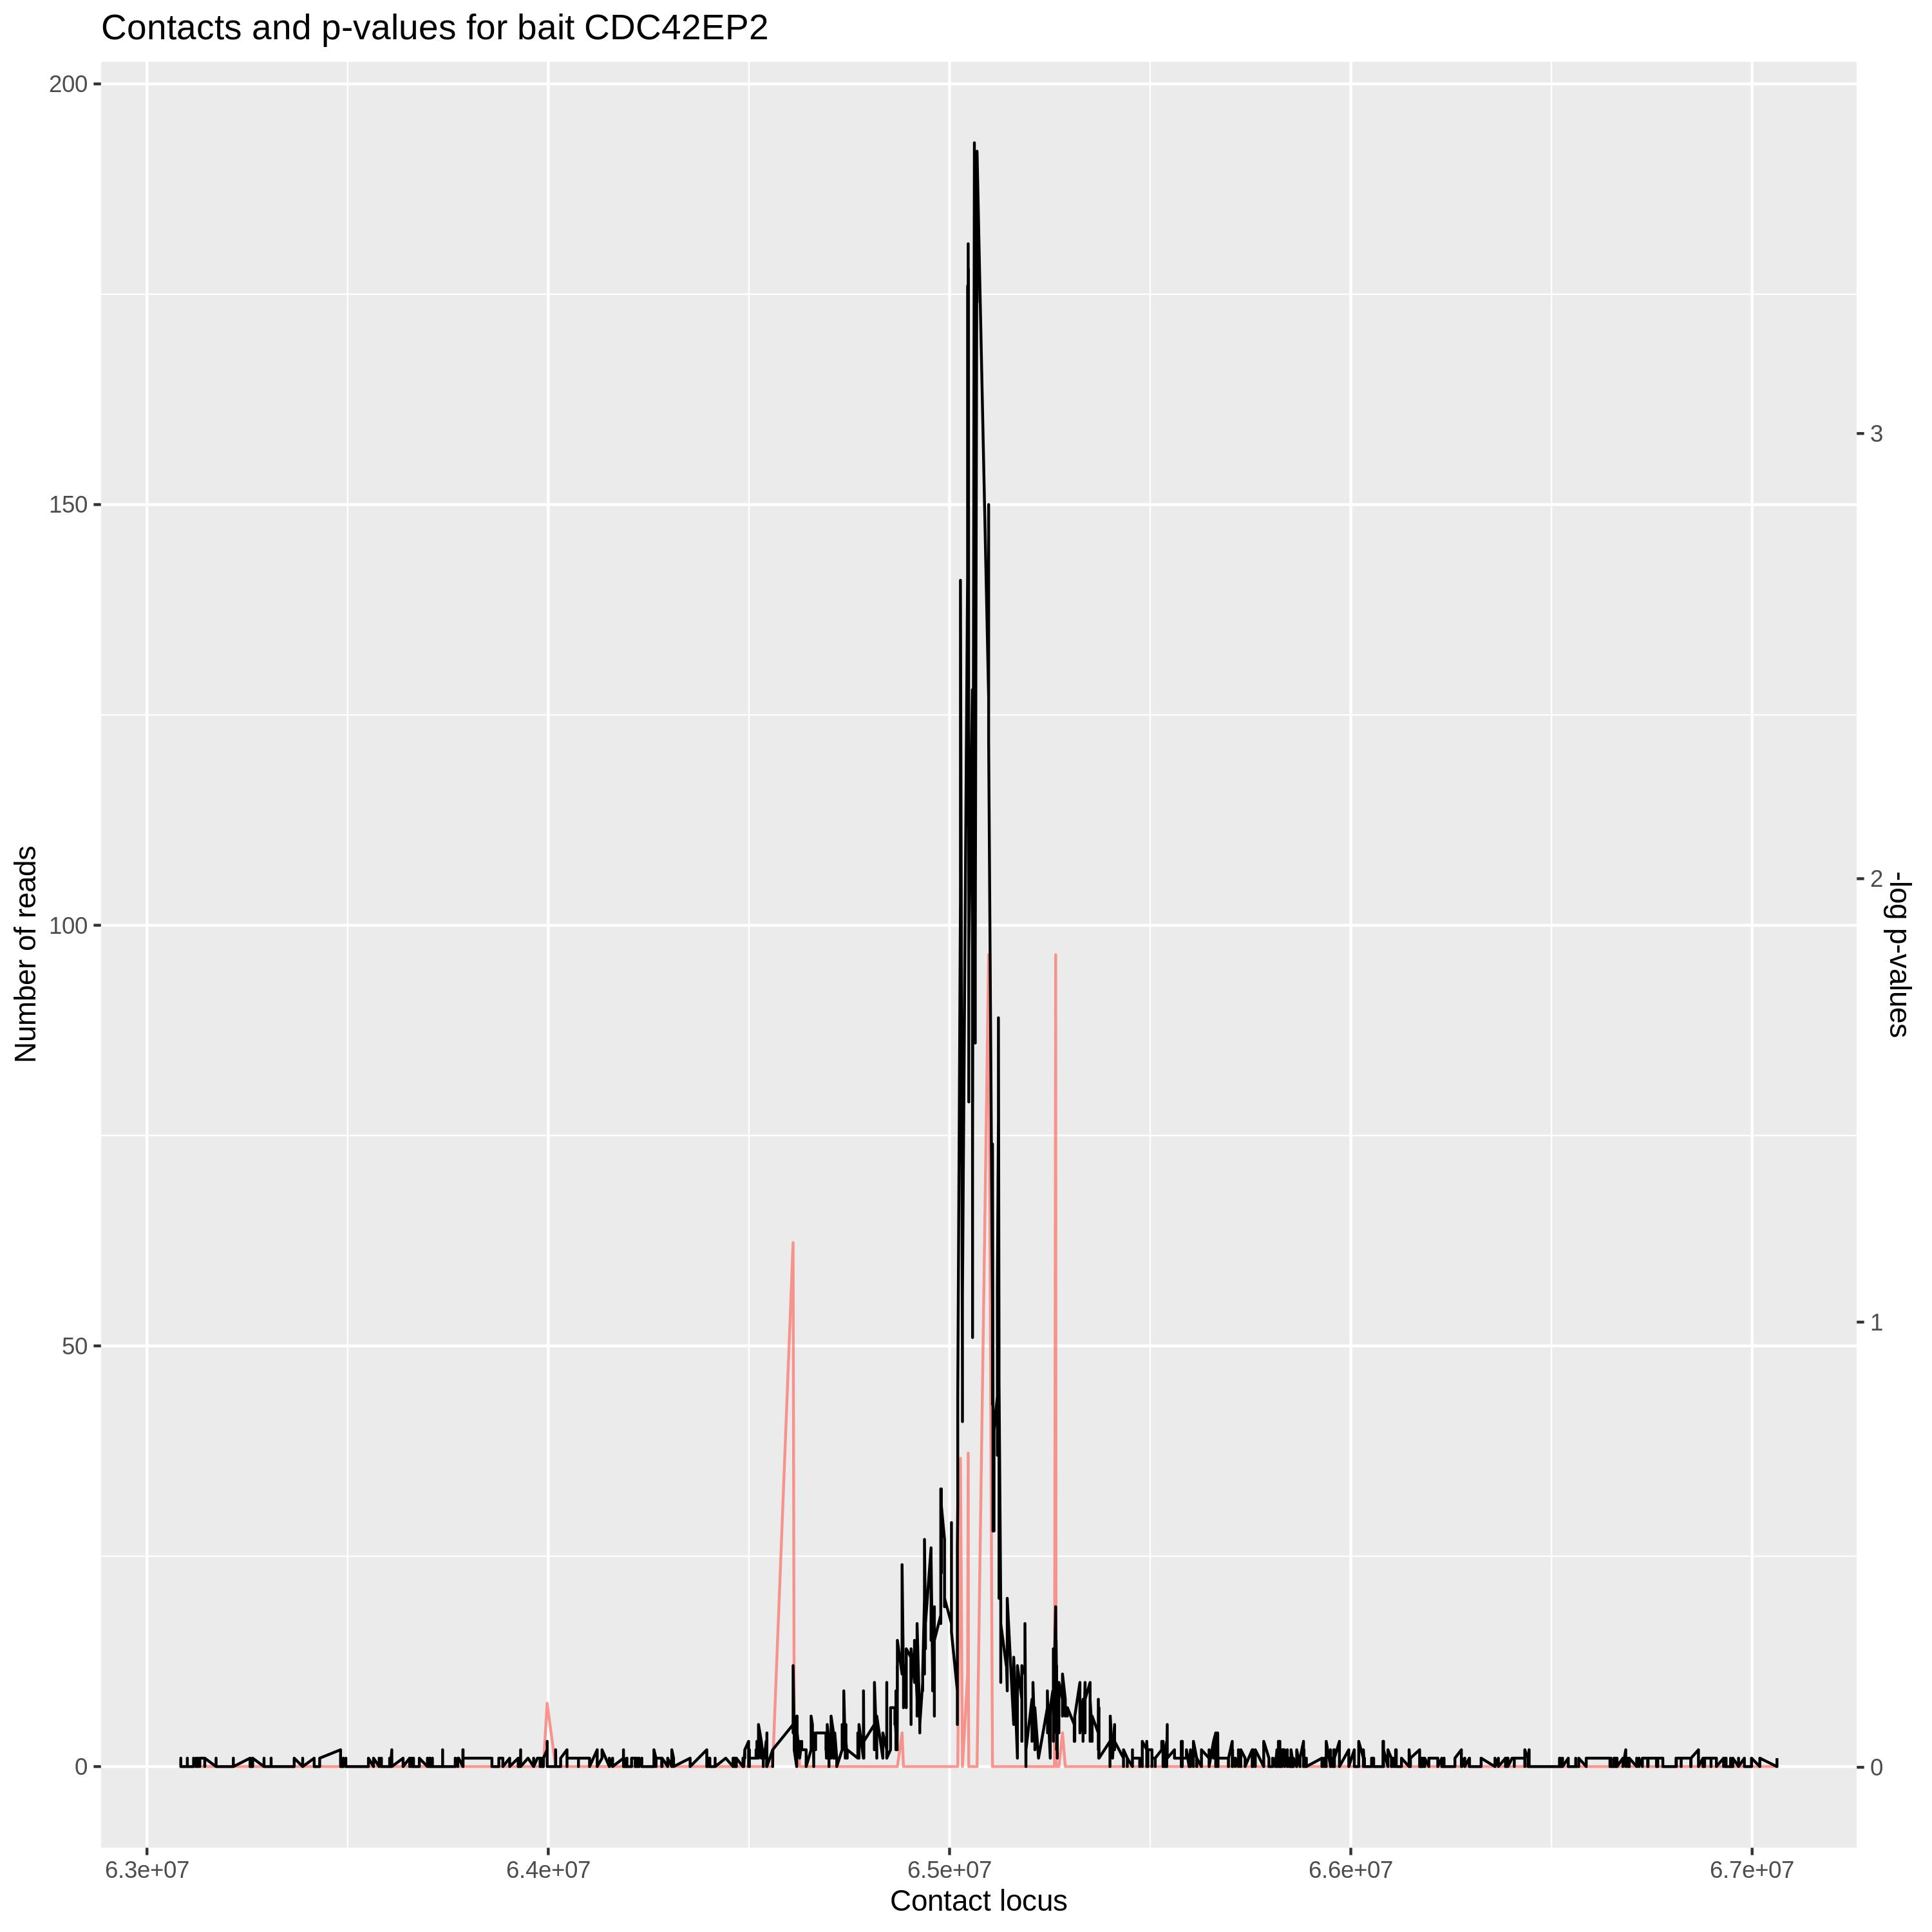 Contacts and p-values for bait CDC42EP2
200
150
100
50
0
Number of reads
3
2
1
0
-log p-values
6.3e+07
6.4e+07
6.5e+07
6.6e+07
6.7e+07
Contact locus